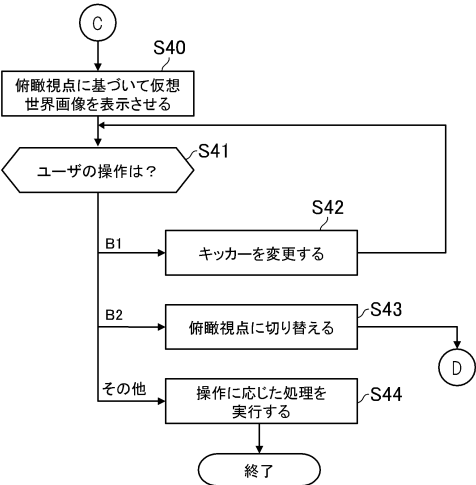 C
S40
俯瞰視点に基づいて仮想
世界画像を表示させる
S41
ユーザの操作は？
S42
B1
キッカーを変更する
S43
B2
俯瞰視点に切り替える
D
その他
S44
操作に応じた処理を
実行する
終了